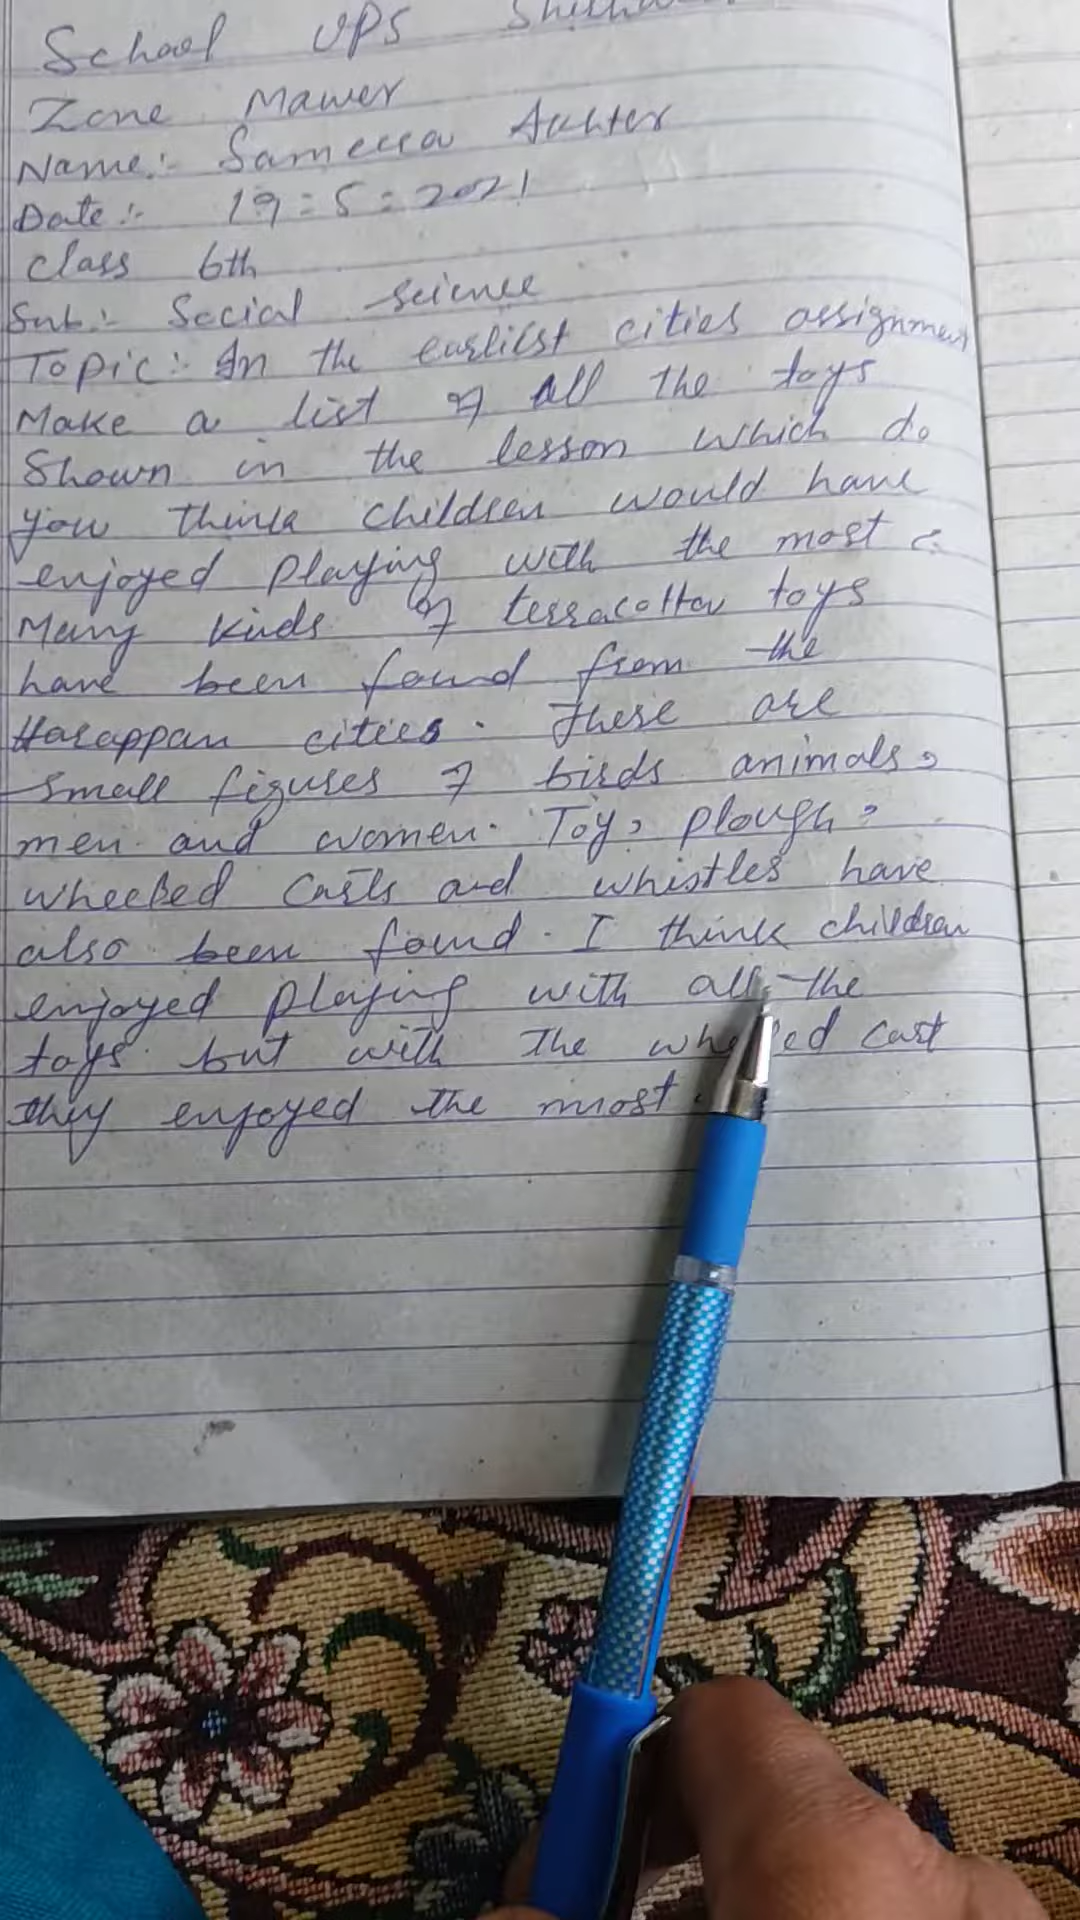 School UPS
Zone Mawer
Name:- Sameera Akhter
Date:- 19:5:2021
class 6th
Sub:- Social science
Topic:- In the earliest cities assignment
Make a list of all the toys
Shown in the lesson which do
you think children would have
enjoyed playing with the most
Many kinds of terracotta toys
have been found from the
Harappan cities. These are
Small figures of birds animals,
men and women. Toy, plough,
wheeled carts and whistles have
also been found. I think children
enjoyed playing with all the
toys but with the wheeled cart
they enjoyed the most.